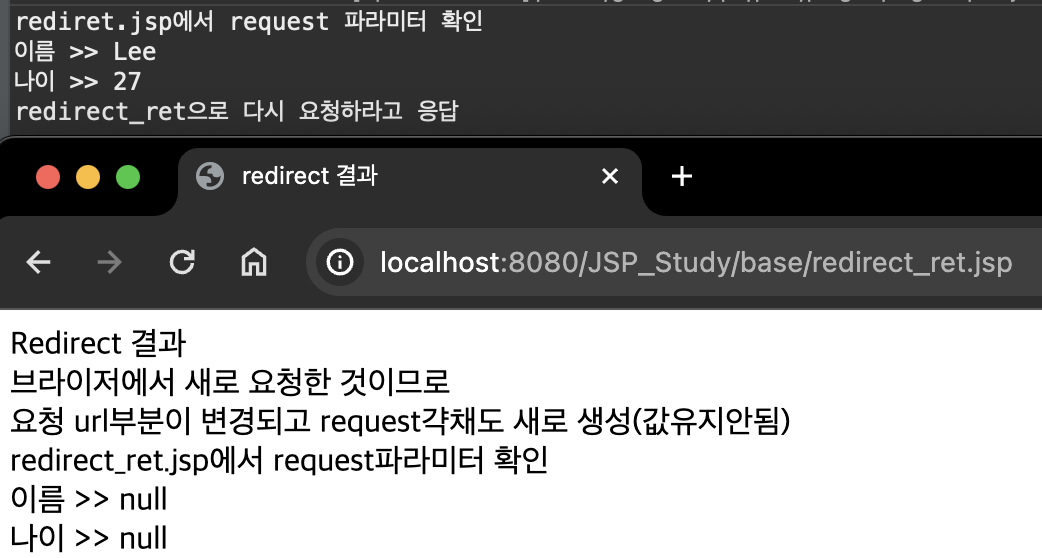 rediret.jsp에서 request 파라미터 확인
이름 >> Lee
나이 >> 27
redirect_ret으로 다시 요청하라고 응답
redirect 결과
localhost:8080/JSP_Study/base/redirect_ret.jsp
Redirect 결과
브라이저에서 새로 요청한 것이므로
요청 url부분이 변경되고 request갹채도 새로 생성(값유지안됨)
redirect_ret.jsp에서 request파라미터 확인
이름 >> null
나이 >> null